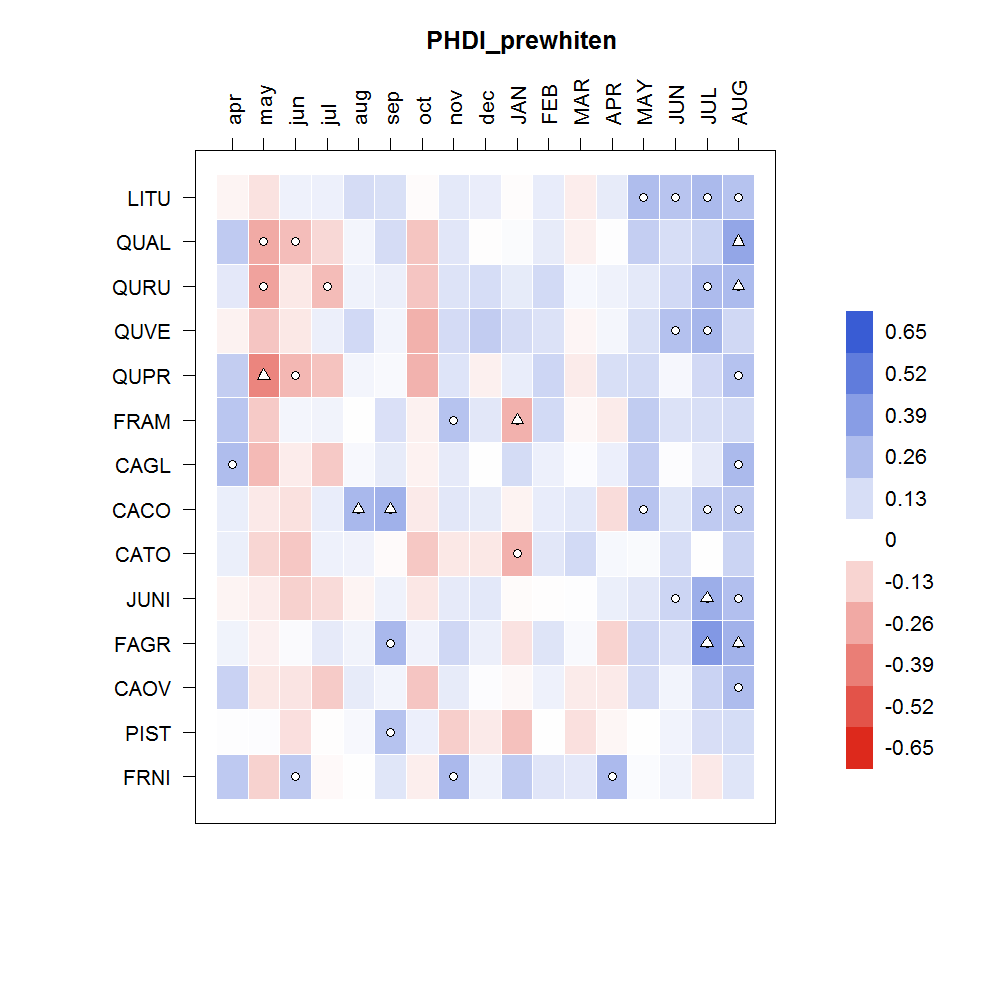 PHDI_prewhiten
apr may jun jul aug sep oct nov dec JAN FEB MAR APR MAY JUN JUL AUG
LITU
QUAL
QURU
QUVE
QUPR
FRAM
CAGL
CACO
CATO
JUNI
FAGR
CAOV
PIST
FRNI
0.65
0.52
0.39
0.26
0.13
0
-0.13
-0.26
-0.39
-0.52
-0.65